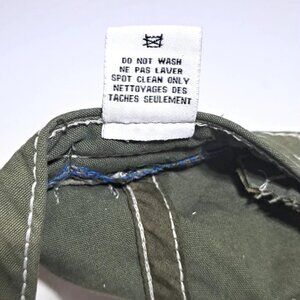 DO NOT WASH
NE PAS LAVER
SPOT CLEAN ONLY
NETTOYAGES DES
TACHES SEULEMENT